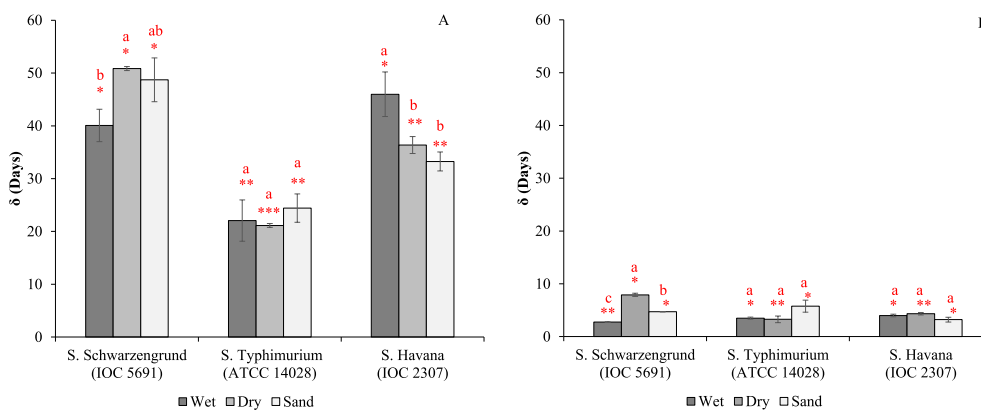 A
60
50
40
30
20
10
0
δ (Days)
b
*
a
*
ab
*
a
**
a
***
a
**
a
*
b
**
b
**
S. Schwarzengrund
(IOC 5691)
S. Typhimurium
(ATCC 14028)
S. Havana
(IOC 2307)
Wet Dry Sand
60
50
40
30
20
10
0
δ (Days)
c
**
a
*
b
*
a
*
a
**
a
*
a
*
a
**
a
*
S. Schwarzengrund
(IOC 5691)
S. Typhimurium
(ATCC 14028)
S. Havana
(IOC 2307)
Wet Dry Sand